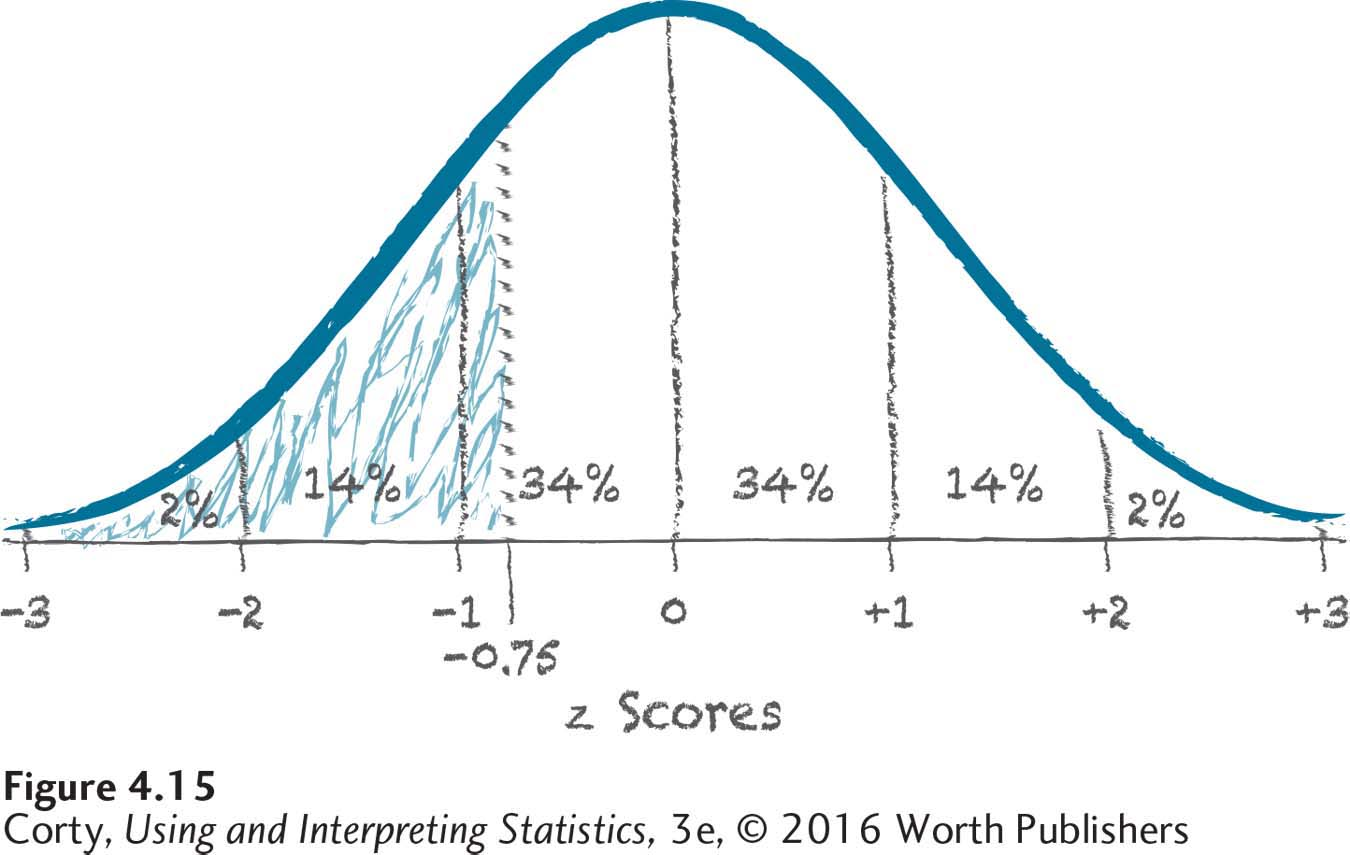 2% 14% 34% 34% 14% 2%
−3 −2 −1 0 +1 +2 +3
−0.75
z Scores
Figure 4.15
Corty, Using and Interpreting Statistics, 3e, © 2016 Worth Publishers